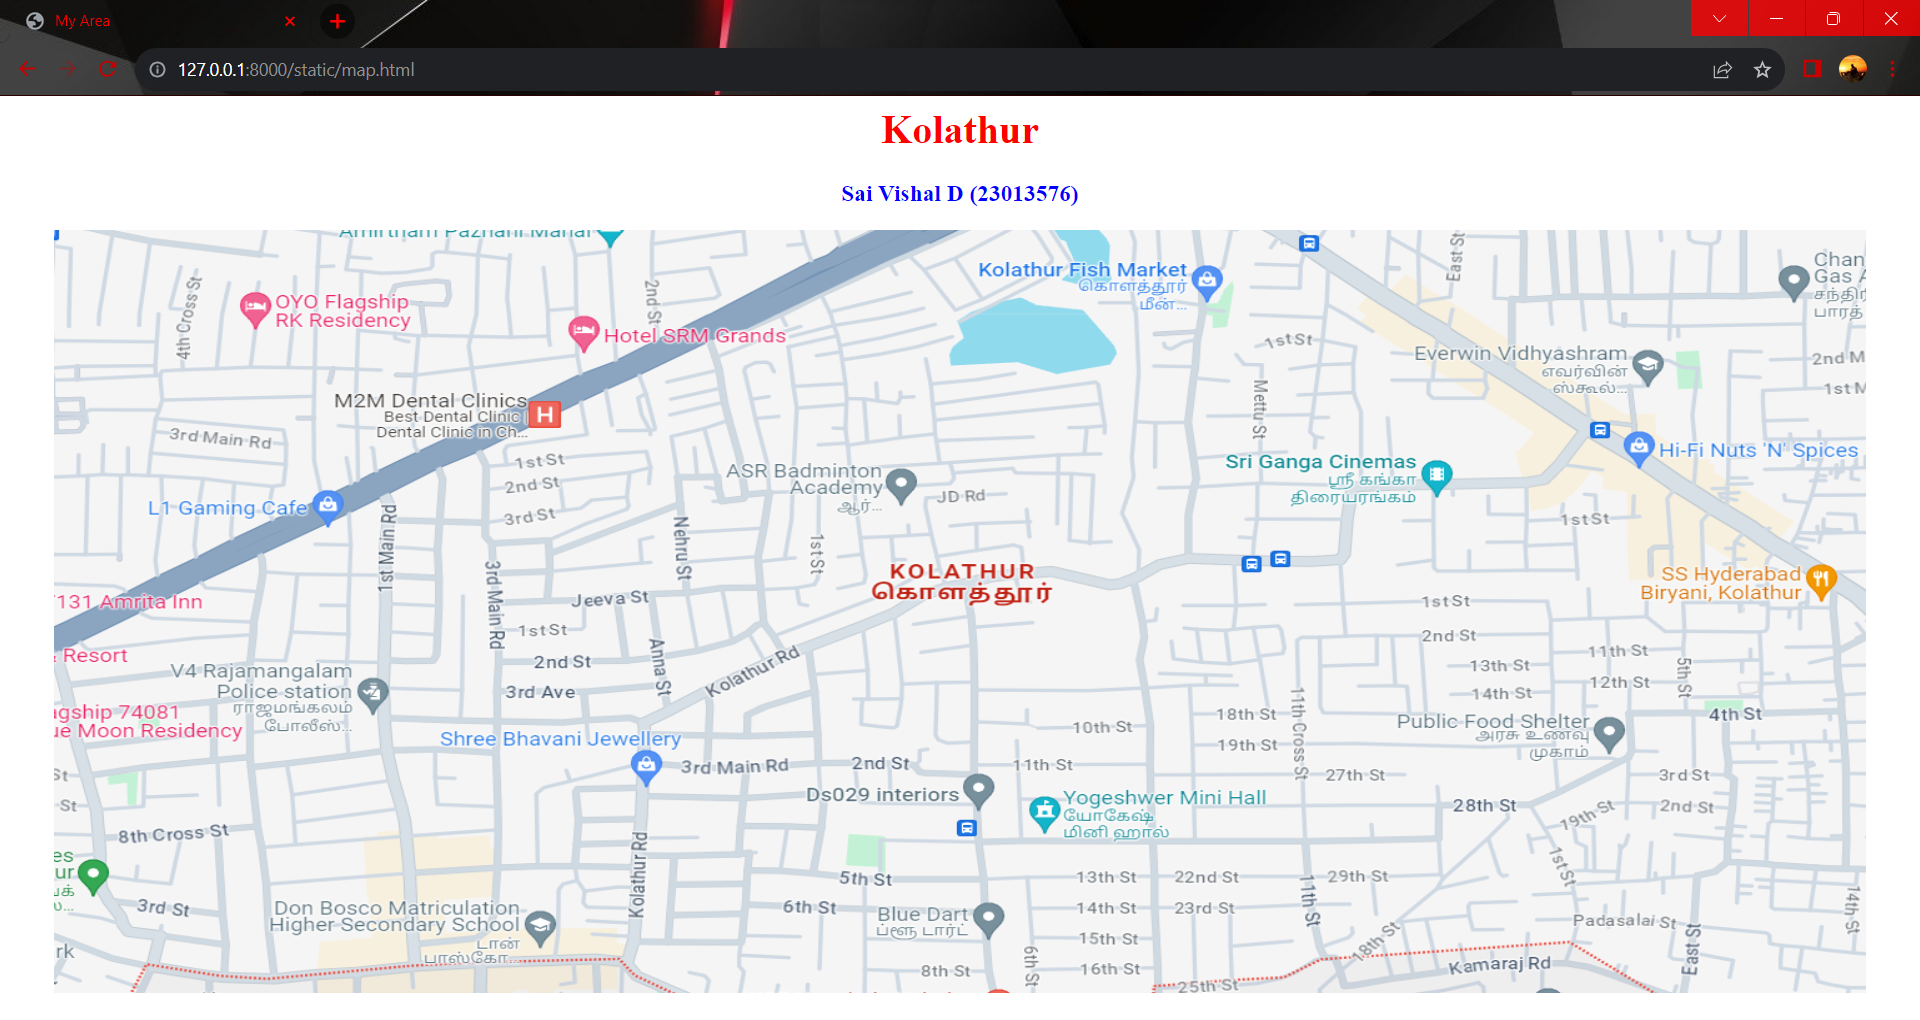 My Area
127.0.0.1:8000/static/map.html
Kolathur
Sai Vishal D (23013576)
Amirtham Pazhani Mahal
Kolathur Fish Market
கொளத்தூர்
மீன்...
East St
Chan
Gas A
சந்திர
பாரத்
OYO Flagship
RK Residency
4th Cross St
2nd St
Hotel SRM Grands
1st St
Everwin Vidhyashram
எவர்வின்
ஸ்கூல்...
2nd M
1st M
M2M Dental Clinics
Best Dental Clinic |
Dental Clinic in Ch...
H
Mettu St
3rd Main Rd
1st St
2nd St
3rd St
ASR Badminton
Academy
ஆர்...
JD Rd
Sri Ganga Cinemas
ஸ்ரீ கங்கா
திரையரங்கம்
Hi-Fi Nuts 'N' Spices
L1 Gaming Cafe
1st Main Rd
Nehru St
1st St
1st St
3rd Main Rd
KOLATHUR
கொளத்தூர்
SS Hyderabad
Biryani, Kolathur
131 Amrita Inn
Jeeva St
1st St
1st St
2nd St
Resort
2nd St
3rd Ave
Anna St
Kolathur Rd
11th St
13th St
12th St
14th St
5th St
V4 Rajamangalam
Police station
ராஜமங்கலம்
போலீஸ்...
agship 74081
ue Moon Residency
10th St
18th St
19th St
11th Cross St
Public Food Shelter
அரசு உணவு
முகாம்
4th St
Shree Bhavani Jewellery
3rd Main Rd
2nd St
11th St
27th St
3rd St
St
St
Ds029 interiors
Yogeshwer Mini Hall
யோகேஷ்
மினி ஹால்
28th St
19th St
2nd St
8th Cross St
Kolathur Rd
es
ur
5th St
13th St
22nd St
11th St
29th St
1st St
14th St
3rd St
Don Bosco Matriculation
Higher Secondary School
டான்
பாஸ்கோ...
6th St
Blue Dart
ப்ளூ டார்ட்
14th St
23rd St
15th St
Padasalai St
East St
18th St
rk
8th St
6th St
16th St
25th St
Kamaraj Rd